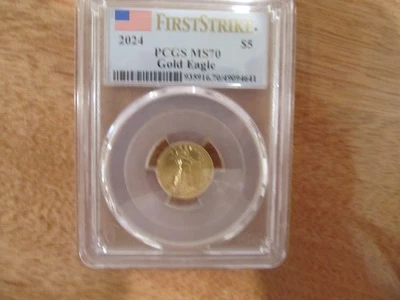 FIRSTSTRIKE
2024 $5
PCGS MS70
Gold Eagle
935916.70/49094641